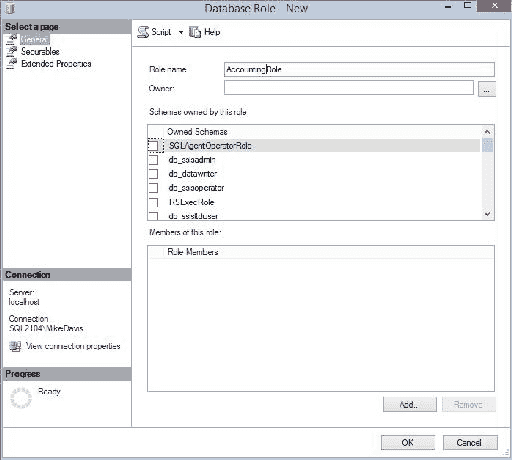 Database Role - New
Select a page
General
Securables
Extended Properties
Script
Help
Role name:
AccountingRole
Owner:
...
Schemas owned by this role:
Owned Schemas
SQLAgentOperatorRole
db_ssisadmin
db_datawriter
db_ssisoperator
RSExecRole
db_ssisltduser
Members of this role:
Role Members
Connection
Server:
localhost
Connection:
SQL2104\MikeDavis
View connection properties
Progress
Ready
Add...
Remove
OK
Cancel